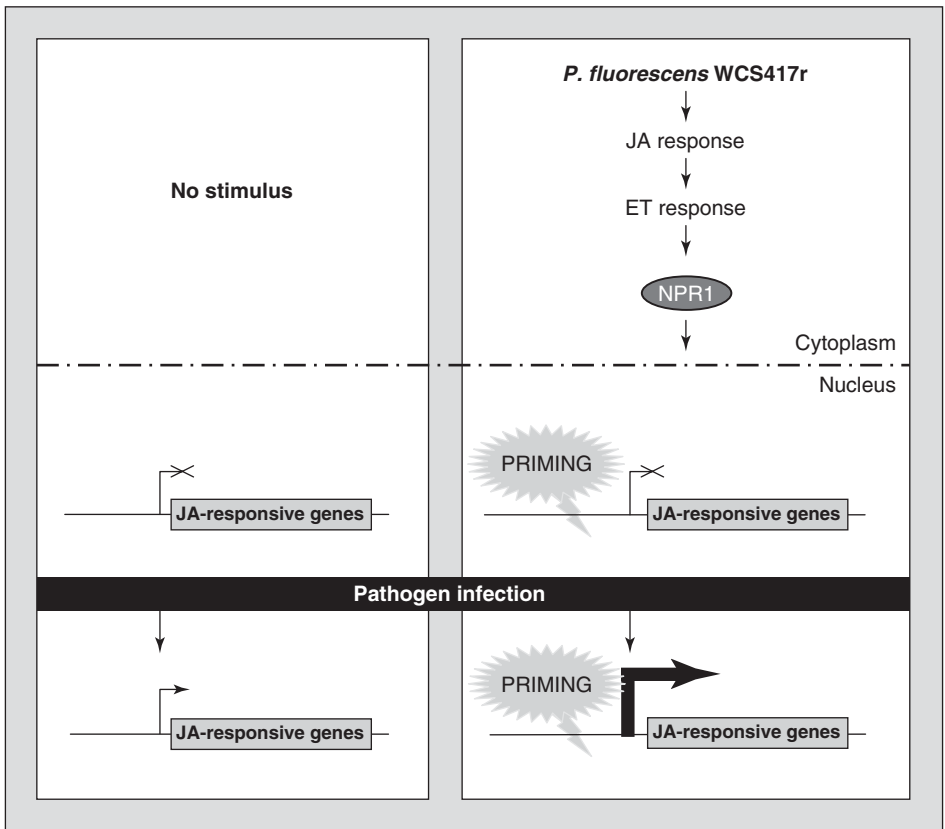 No stimulus
P. fluorescens WCS417r
JA response
ET response
NPR1
Cytoplasm
Nucleus
JA-responsive genes
PRIMING
JA-responsive genes
Pathogen infection
JA-responsive genes
PRIMING
JA-responsive genes